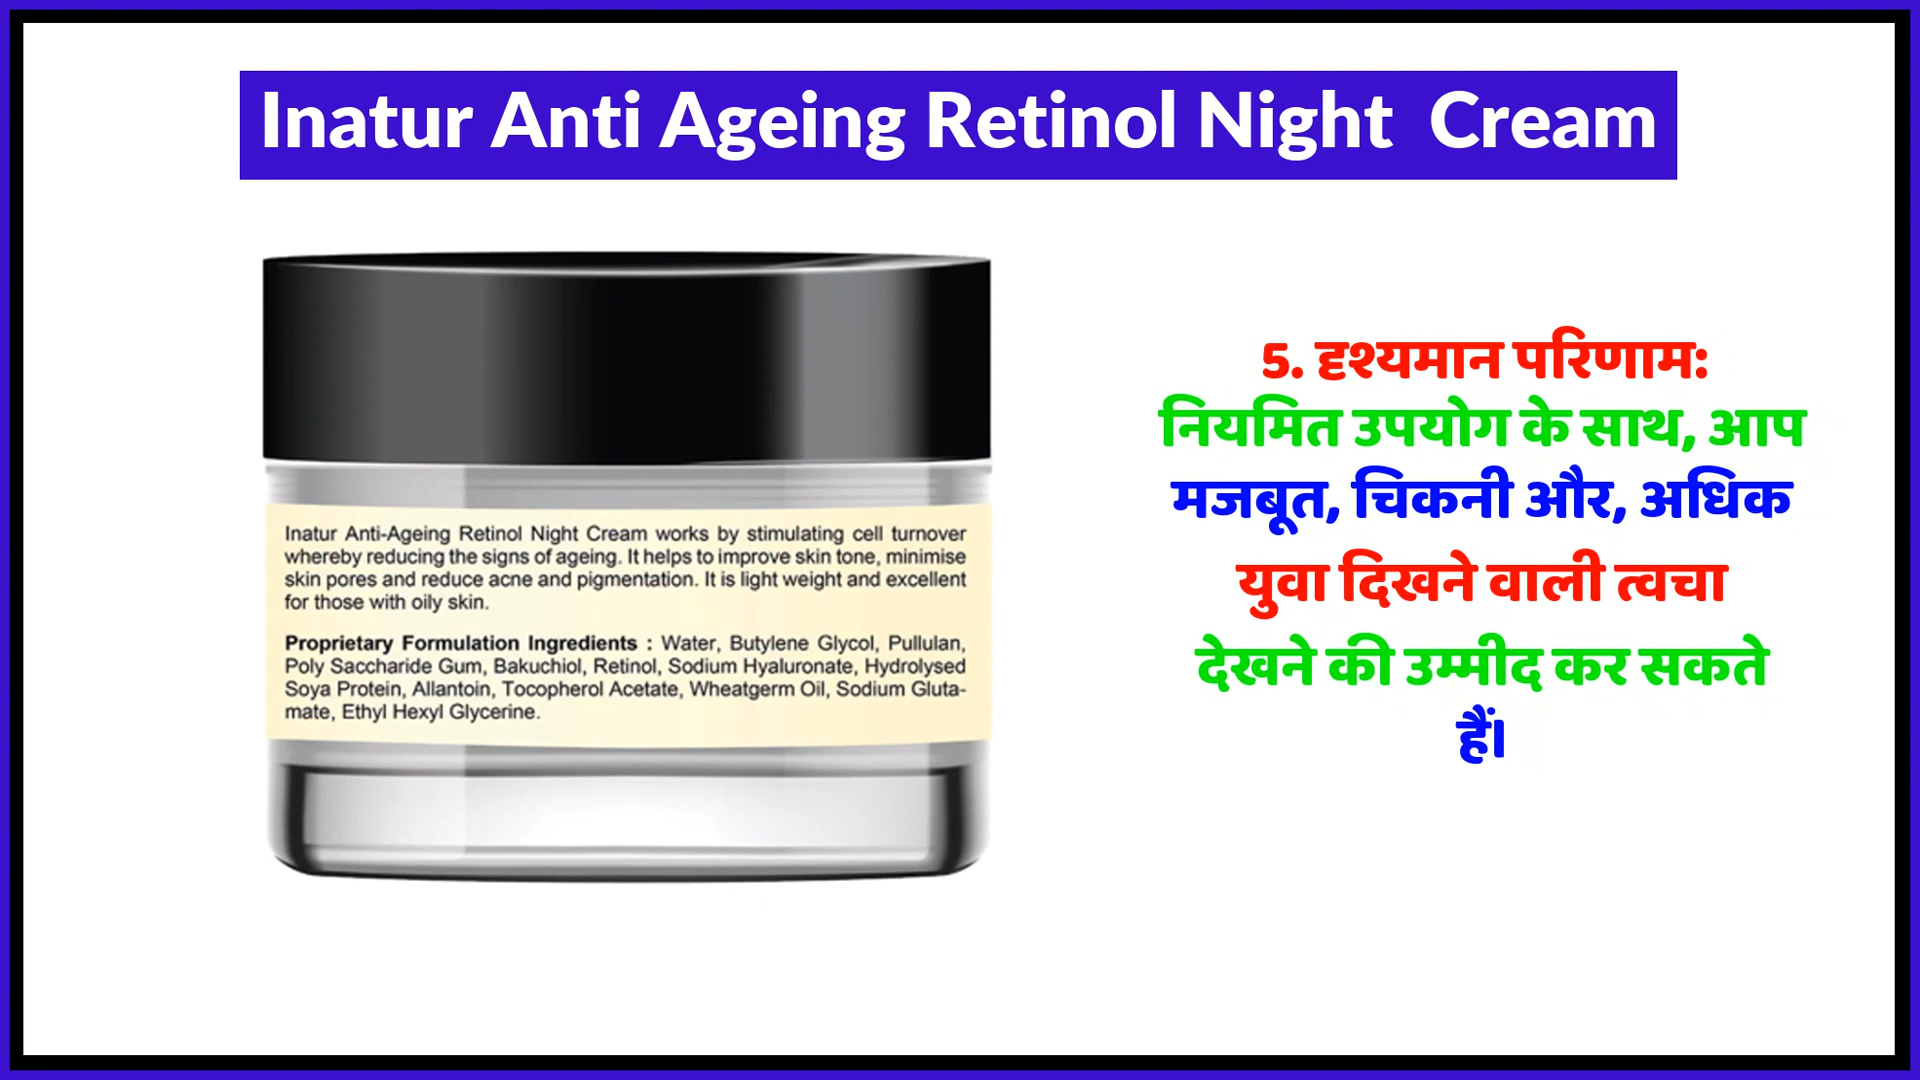 Inatur Anti Ageing Retinol Night Cream
Inatur Anti-Ageing Retinol Night Cream works by stimulating cell turnover
whereby reducing the signs of ageing. It helps to improve skin tone, minimise
skin pores and reduce acne and pigmentation. It is light weight and excellent
for those with oily skin.
Proprietary Formulation Ingredients : Water, Butylene Glycol, Pullulan,
Poly Saccharide Gum, Bakuchiol, Retinol, Sodium Hyaluronate, Hydrolysed
Soya Protein, Allantoin, Tocopherol Acetate, Wheatgerm Oil, Sodium Gluta-
mate, Ethyl Hexyl Glycerine.
5. दृश्यमान परिणाम:
नियमित उपयोग के साथ, आप
मजबूत, चिकनी और, अधिक
युवा दिखने वाली त्वचा
देखने की उम्मीद कर सकते
हैं।